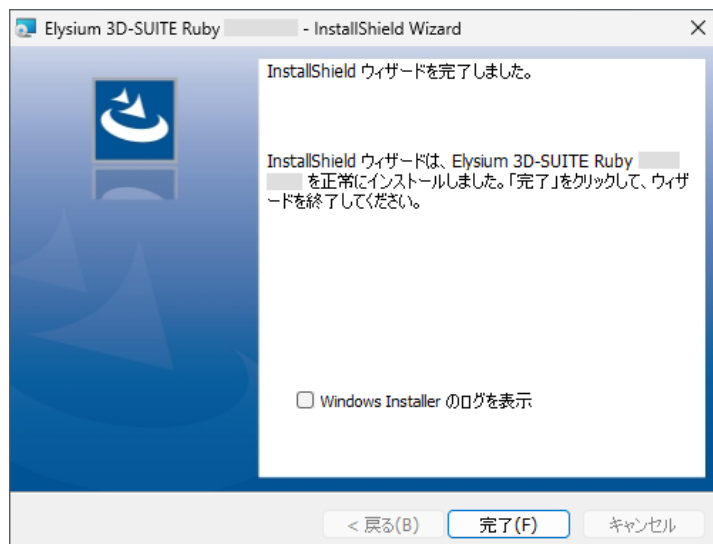 Elysium 3D-SUITE Ruby - InstallShield Wizard
InstallShield ウィザードを完了しました。
InstallShield ウィザードは、Elysium 3D-SUITE Ruby
を正常にインストールしました。「完了」をクリックして、ウィザ
ードを終了してください。
Windows Installer のログを表示
< 戻る(B)
完了(F)
キャンセル